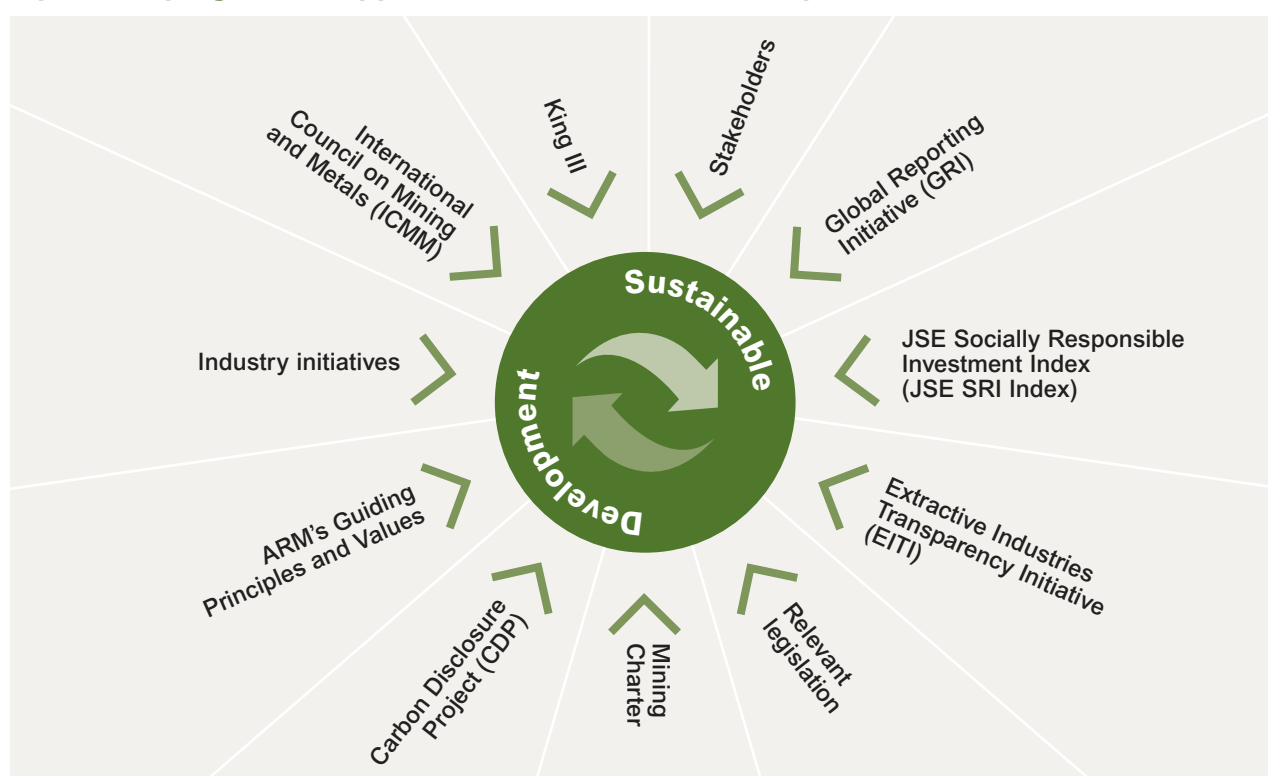 King III
Stakeholders
International
Council on Mining
and Metals (ICMM)
Global Reporting
Initiative (GRI)
Sustainable
Development
Industry initiatives
JSE Socially Responsible
Investment Index
(JSE SRI Index)
ARM's Guiding
Principles and Values
Extractive Industries
Transparency Initiative
(EITI)
Carbon Disclosure
Project (CDP)
Mining
Charter
Relevant
legislation